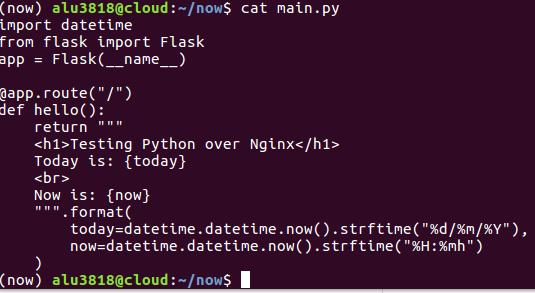 (now) alu3818@cloud:~/now$ cat main.py
import datetime
from flask import Flask
app = Flask(__name__)

@app.route("/")
def hello():
    return """
    <h1>Testing Python over Nginx</h1>
    Today is: {today}
    <br>
    Now is: {now}
    """.format(
        today=datetime.datetime.now().strftime("%d/%m/%Y"),
        now=datetime.datetime.now().strftime("%H:%mh")
    )
(now) alu3818@cloud:~/now$